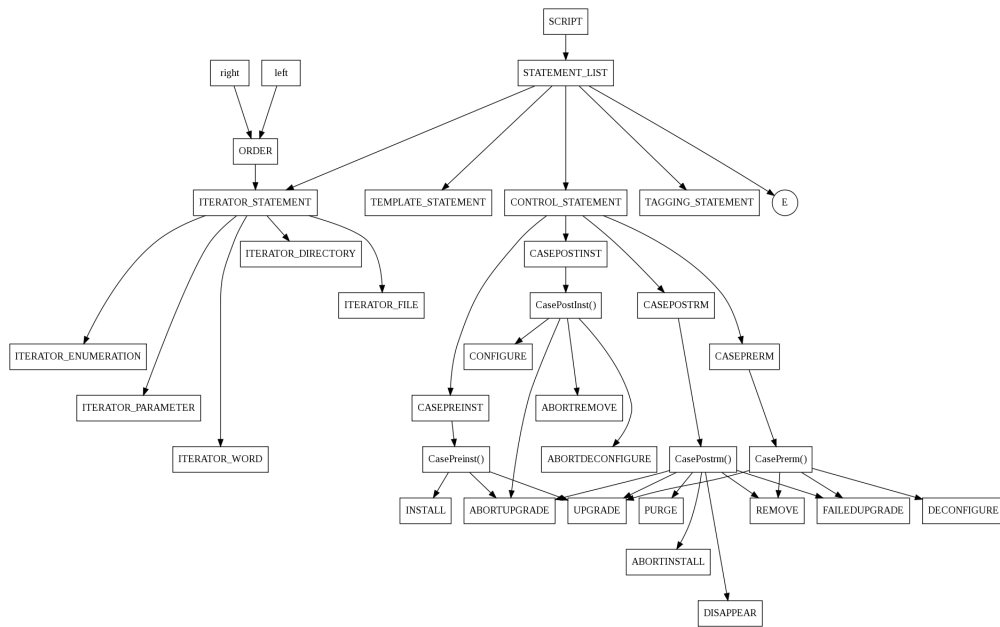 SCRIPT
right
left
STATEMENT_LIST
ORDER
ITERATOR_STATEMENT
TEMPLATE_STATEMENT
CONTROL_STATEMENT
TAGGING_STATEMENT
E
ITERATOR_DIRECTORY
CASEPOSTINST
ITERATOR_FILE
CasePostInst()
CASEPOSTRM
ITERATOR_ENUMERATION
CONFIGURE
CASEPRERM
ITERATOR_PARAMETER
CASEPREINST
ABORTREMOVE
ITERATOR_WORD
CasePreinst()
ABORTDECONFIGURE
CasePostrm()
CasePrerm()
INSTALL
ABORTUPGRADE
UPGRADE
PURGE
REMOVE
FAILEDUPGRADE
DECONFIGURE
ABORTINSTALL
DISAPPEAR